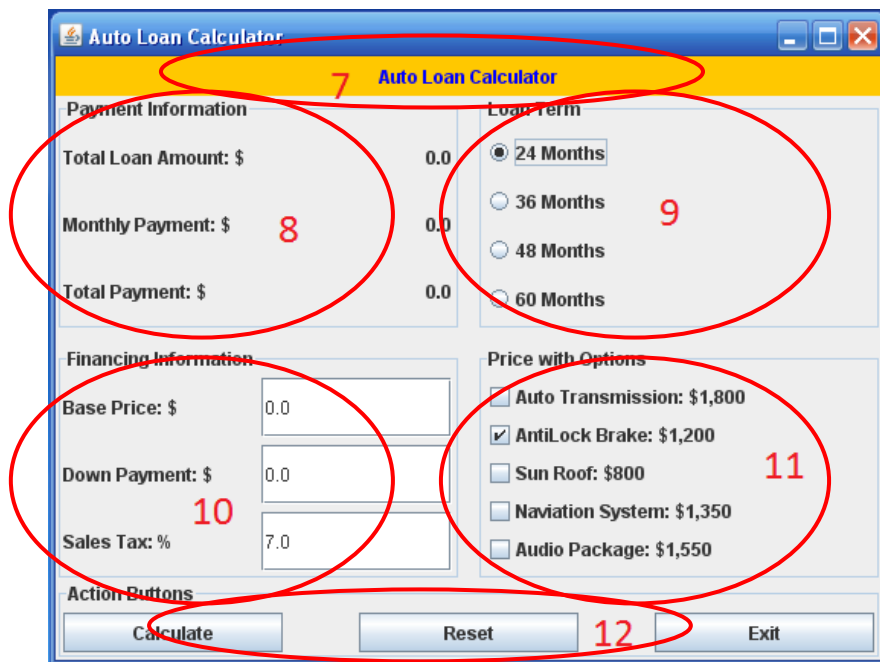 Auto Loan Calculator
7 Auto Loan Calculator
Payment Information
Total Loan Amount: $ 0.0
Monthly Payment: $ 8 0.0
Total Payment: $ 0.0
Loan Term
24 Months
36 Months 9
48 Months
60 Months
Financing Information
Base Price: $ 0.0
Down Payment: $ 0.0
10
Sales Tax: % 7.0
Price with Options
Auto Transmission: $1,800
AntiLock Brake: $1,200
Sun Roof: $800 11
Naviation System: $1,350
Audio Package: $1,550
Action Buttons
Calculate Reset 12 Exit